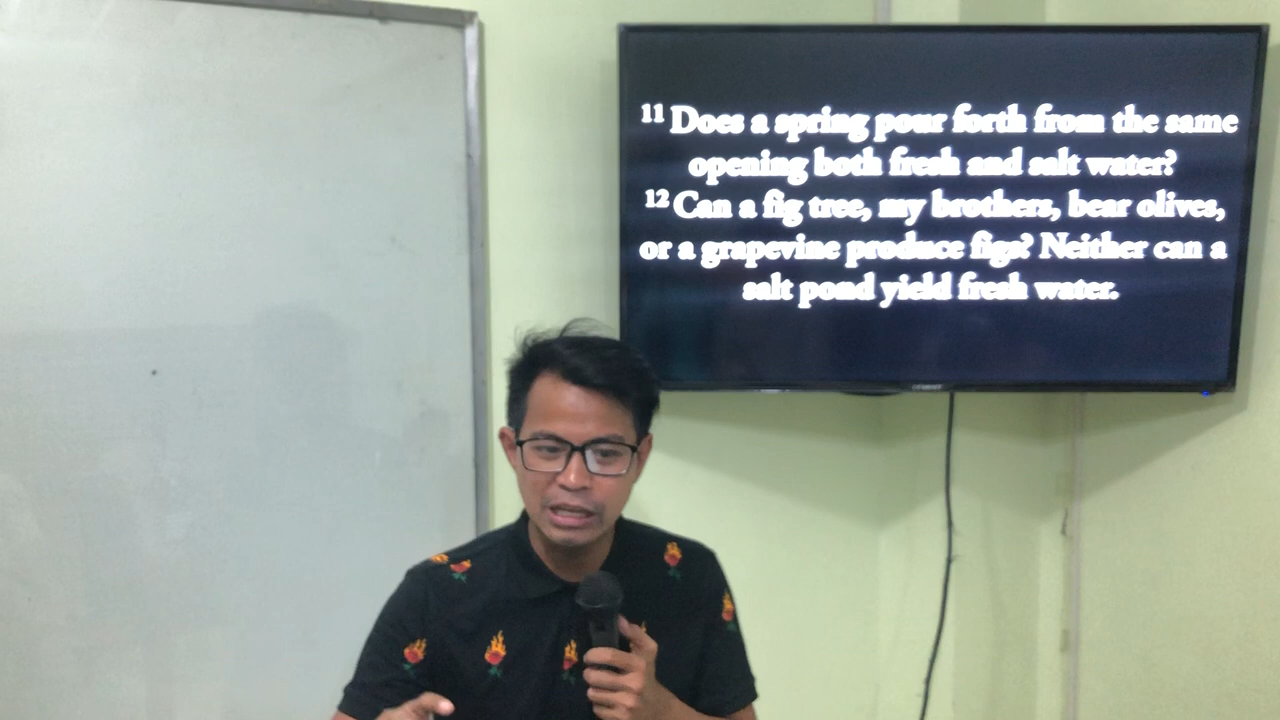 ¹¹ Does a spring pour forth from the same
opening both fresh and salt water?
¹² Can a fig tree, my brothers, bear olives,
or a grapevine produce figs? Neither can a
salt pond yield fresh water.